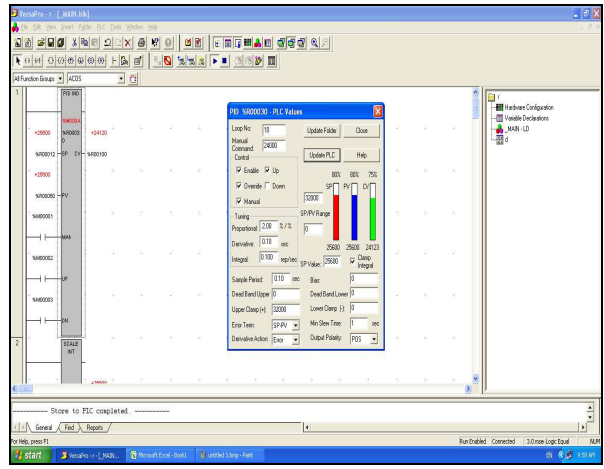 VersaPro - r - [_MAIN.blk]
File Edit View Insert Folder PLC Tools Window Help
All Function Groups ACOS
1
PID IND
+25600 %R0003 0 +24120
%R00012 SP CV %R00100
+25600
%R00050 PV
%M00001
MAN
%M00002
UP
%M00003
DN
2
SCALE
INT
PID %R00030 - PLC Values
Loop No: 10 Update Folder Close
Manual Command: 24000 Update PLC Help
Control
Enable Up
Override Down
Manual
80% 80% 75%
SP PV CV
32000
SP/PV Range
0
25600 25600 24123
Tuning
Proportional: 2.00 % / %
Derivative: 0.10 sec
Integral: 0.100 rep/sec
SP Value: 25600 Clamp Integral
Sample Period: 0.10 sec Bias: 0
Dead Band Upper 0 Dead Band Lower 0
Upper Clamp (+): 32000 Lower Clamp (-): 0
Error Term: SP-PV Min Slew Time: 1 sec
Derivative Action: Error Output Polarity: POS
r
Hardware Configuration
Variable Declarations
_MAIN - LD
d
---------- Store to PLC completed. ----------
General Find Reports
For Help, press F1 Run Enabled Connected 3.0 mse Logic Equal NUM
start VersaPro - r - [_MAIN... Microsoft Excel - Book1 untitled 1.bmp - Paint EN 9:50 AM